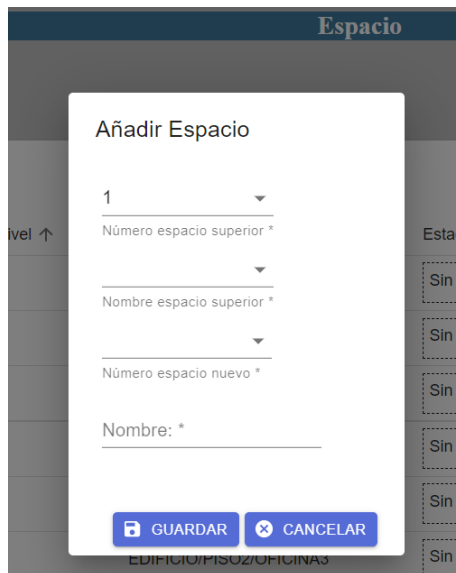 Espacio
Añadir Espacio
1
Número espacio superior *
ivel ↑
Esta
Nombre espacio superior *
Sin
Sin
Número espacio nuevo *
Sin
Nombre: *
Sin
Sin
GUARDAR
CANCELAR
EDIFICIO/PISO2/OFICINA3
Sin